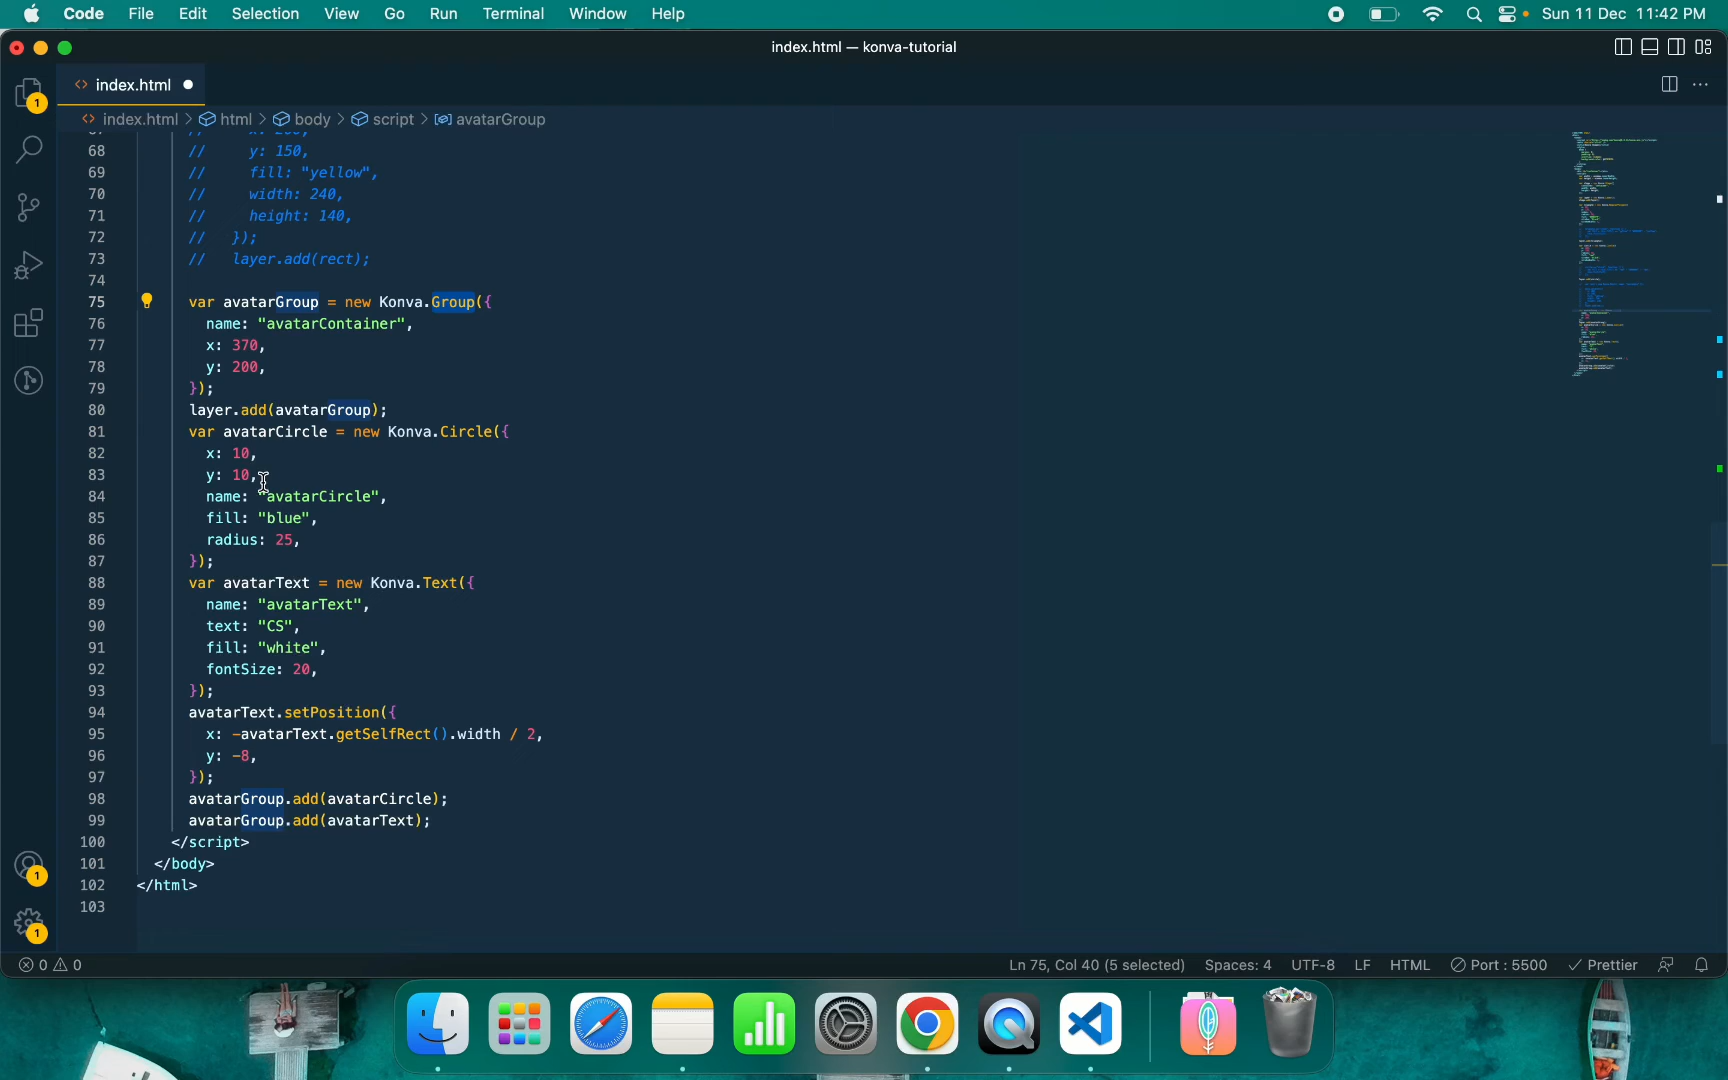 Code File Edit Selection View Go Run Terminal Window Help Sun 11 Dec 11:42 PM
index.html — konva-tutorial
<> index.html
<> index.html > html > body > script > avatarGroup
68 // y: 150,
69 // fill: "yellow",
70 // width: 240,
71 // height: 140,
72 // });
73 // layer.add(rect);
74
75 var avatarGroup = new Konva.Group({
76 name: "avatarContainer",
77 x: 370,
78 y: 200,
79 });
80 layer.add(avatarGroup);
81 var avatarCircle = new Konva.Circle({
82 x: 10,
83 y: 10,
84 name: "avatarCircle",
85 fill: "blue",
86 radius: 25,
87 });
88 var avatarText = new Konva.Text({
89 name: "avatarText",
90 text: "CS",
91 fill: "white",
92 fontSize: 20,
93 });
94 avatarText.setPosition({
95 x: -avatarText.getSelfRect().width / 2,
96 y: -8,
97 });
98 avatarGroup.add(avatarCircle);
99 avatarGroup.add(avatarText);
100 </script>
101 </body>
102 </html>
103
1
1
1
0 0 Ln 75, Col 40 (5 selected) Spaces: 4 UTF-8 LF HTML Port : 5500 Prettier